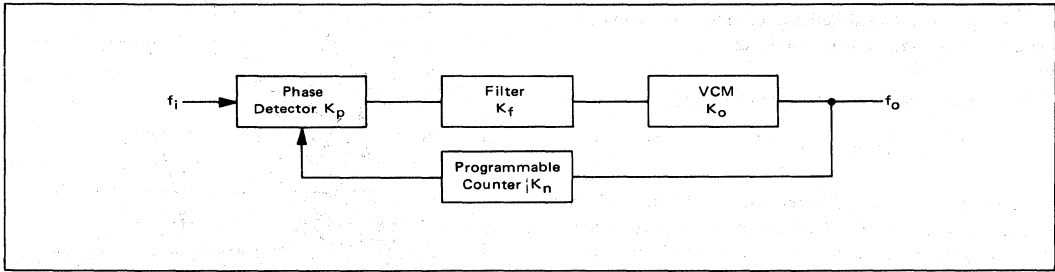 f_i
Phase
Detector K_p
Filter
K_f
VCM
K_o
f_o
Programmable
Counter K_n